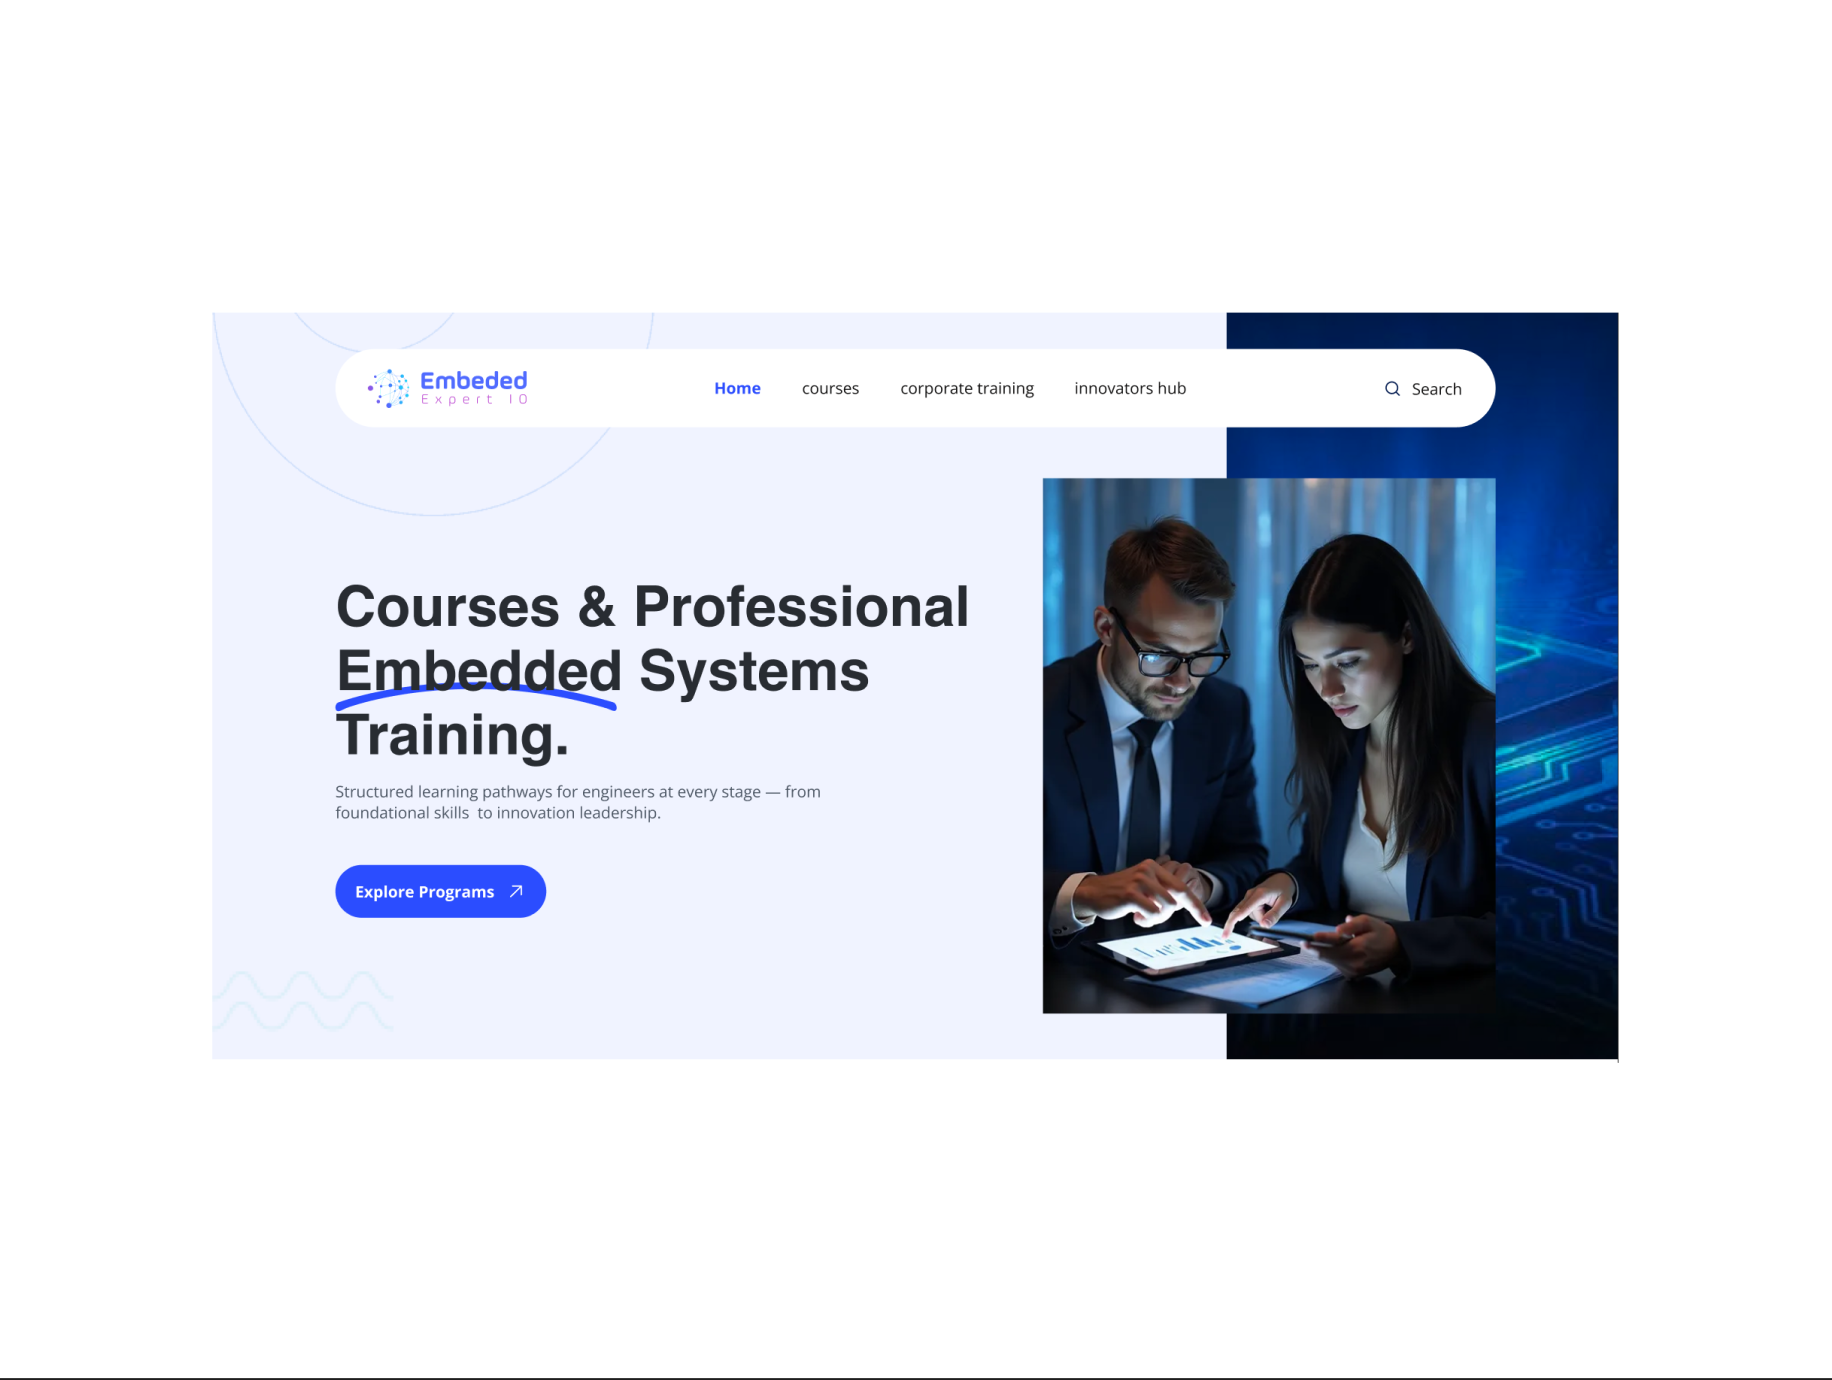 Embeded
Expert IO
Home courses corporate training innovators hub Search
Courses & Professional
Embedded Systems
Training.
Structured learning pathways for engineers at every stage — from
foundational skills to innovation leadership.
Explore Programs